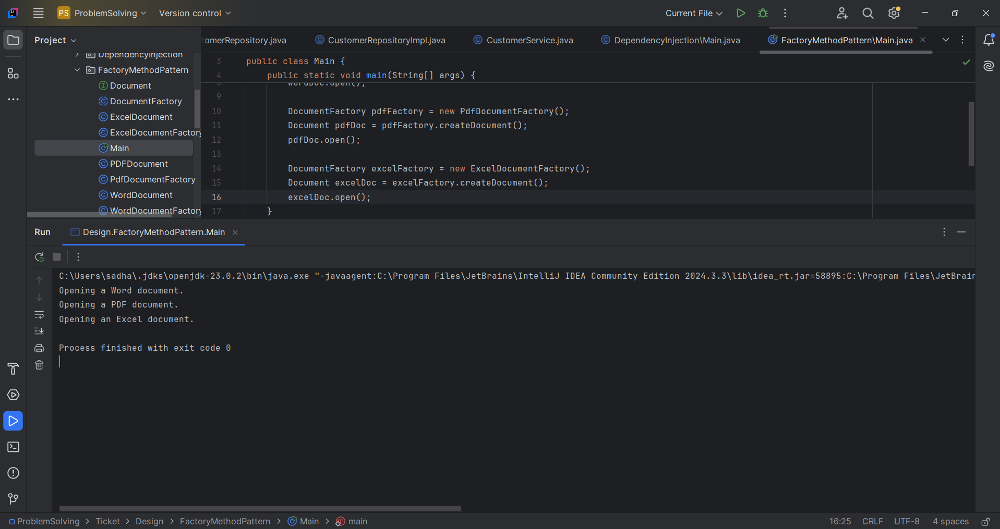 PS ProblemSolving Version control Current File
Project
DependencyInjection
FactoryMethodPattern
Document
DocumentFactory
ExcelDocument
ExcelDocumentFactory
Main
PDFDocument
PdfDocumentFactory
WordDocument
WordDocumentFactory
tomerRepository.java CustomerRepositoryImpl.java CustomerService.java DependencyInjection\Main.java FactoryMethodPattern\Main.java
3 public class Main {
4 public static void main(String[] args) {
8 wordDoc.open();
9
10 DocumentFactory pdfFactory = new PdfDocumentFactory();
11 Document pdfDoc = pdfFactory.createDocument();
12 pdfDoc.open();
13
14 DocumentFactory excelFactory = new ExcelDocumentFactory();
15 Document excelDoc = excelFactory.createDocument();
16 excelDoc.open();
17 }
Run Design.FactoryMethodPattern.Main
C:\Users\sadha\.jdks\openjdk-23.0.2\bin\java.exe "-javaagent:C:\Program Files\JetBrains\IntelliJ IDEA Community Edition 2024.3.3\lib\idea_rt.jar=58895:C:\Program Files\JetBrain
Opening a Word document.
Opening a PDF document.
Opening an Excel document.
Process finished with exit code 0
ProblemSolving > Ticket > Design > FactoryMethodPattern > Main > main 16:25 CRLF UTF-8 4 spaces